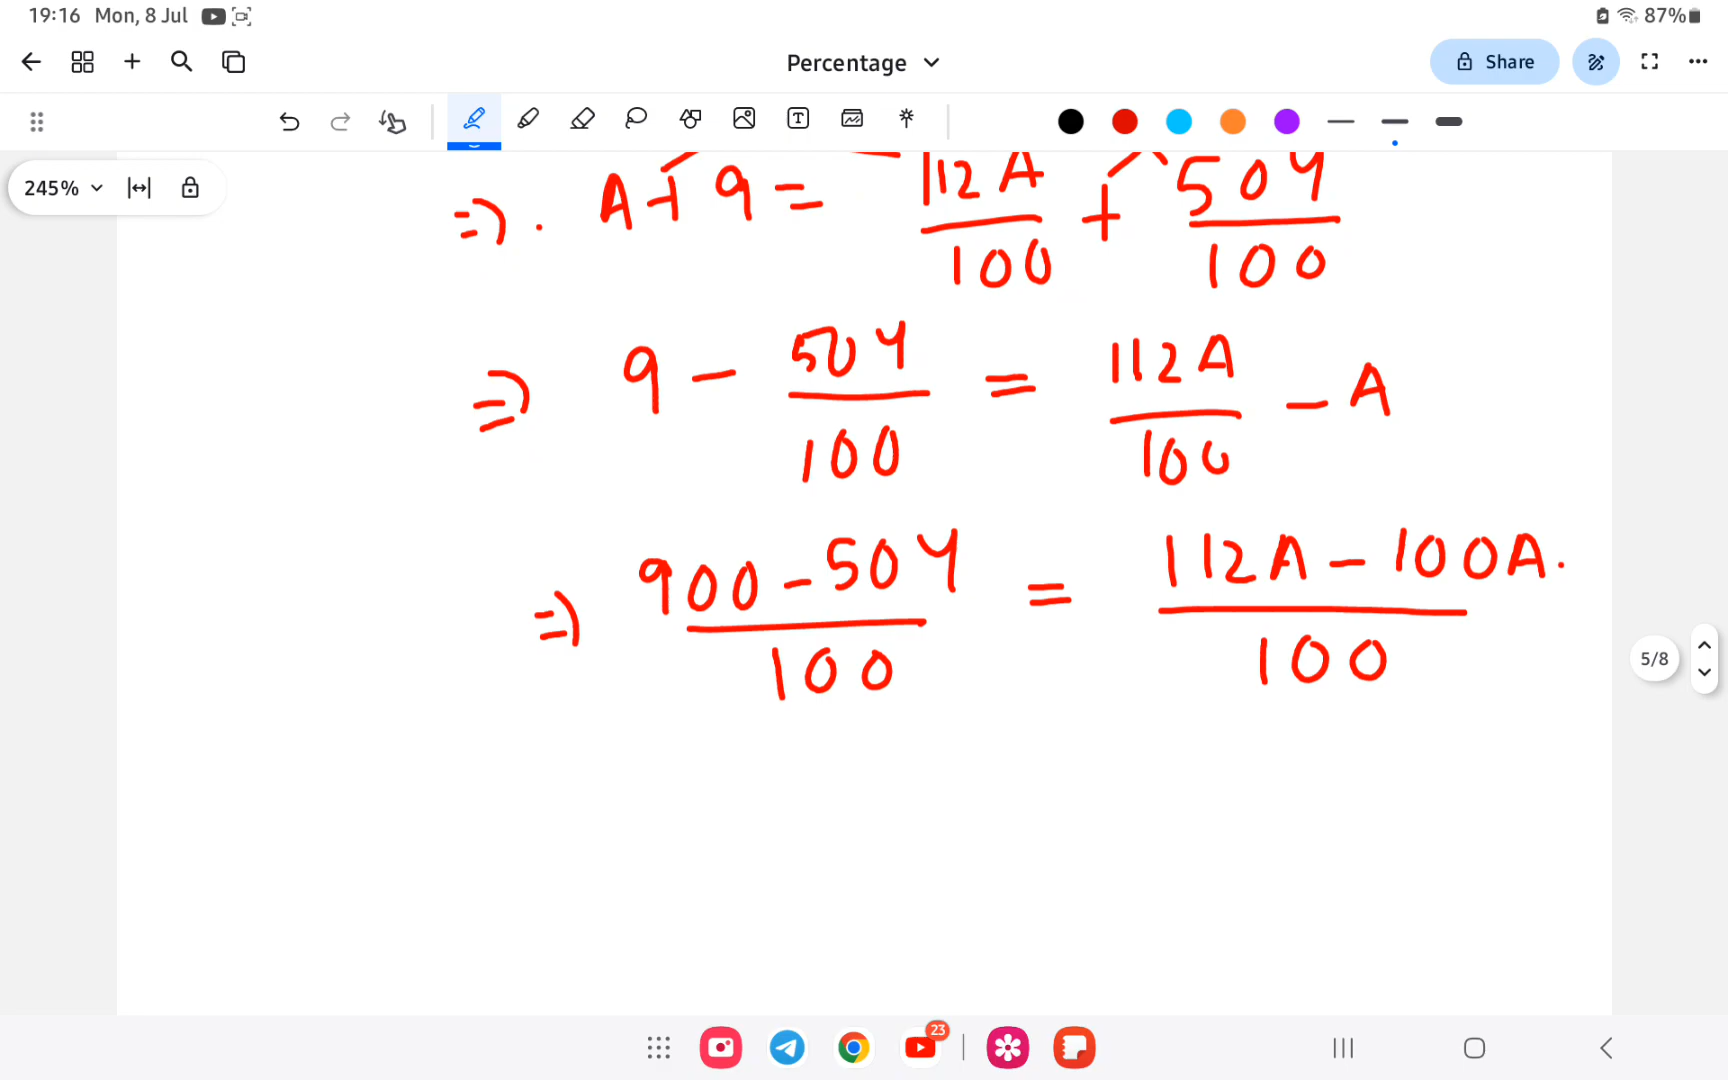 19:16 Mon, 8 Jul 87%
Percentage
Share
245%
=> . A + 9 = 112A/100 + 504/100
=> 9 - 504/100 = 112A/100 - A
=> 900 - 504/100 = 112A - 100A./100
5/8
23